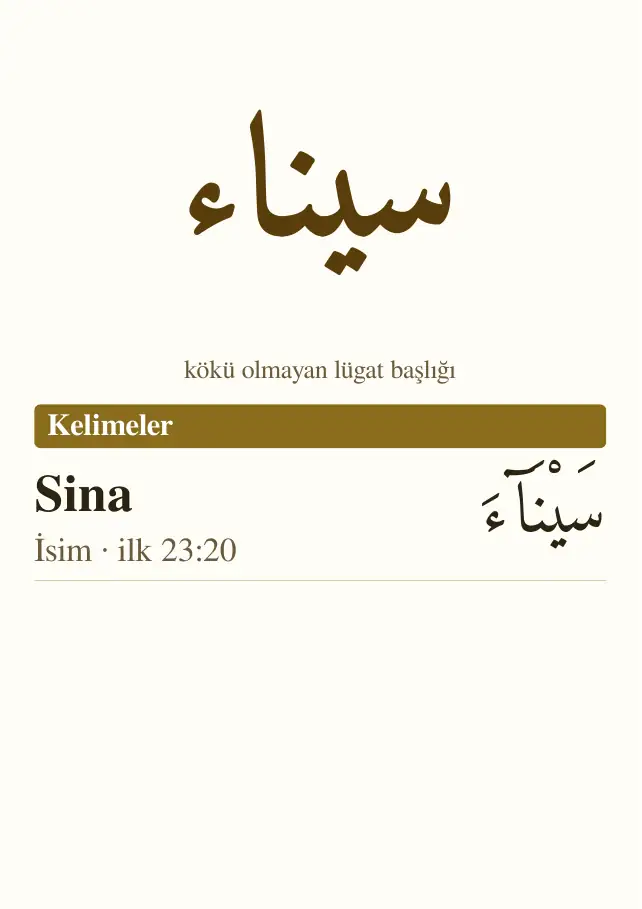 سيناء
kökü olmayan lügat başlığı
Kelimeler
Sina سَيْنَآءَ
İsim · ilk 23:20